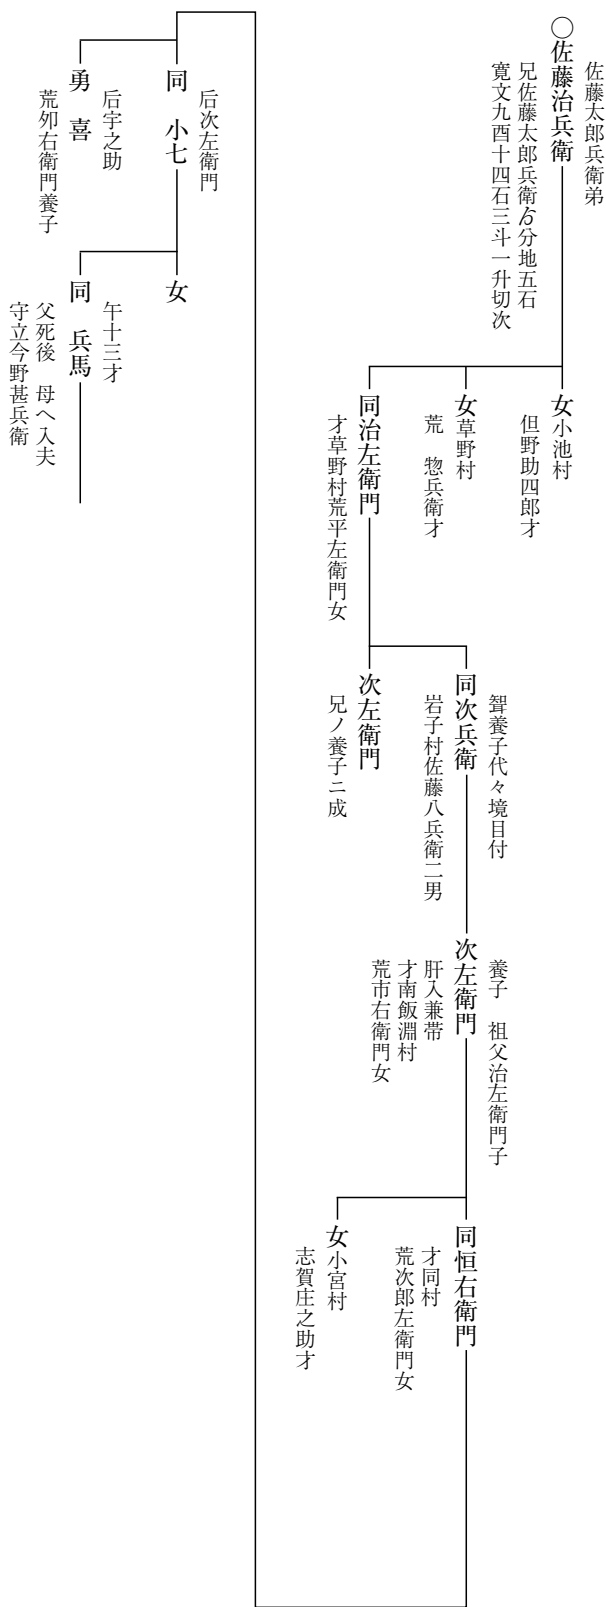 佐藤太郎兵衛弟
○佐藤治兵衛
兄佐藤太郎兵衛ゟ分地五石
寛文九酉十四石三斗一升切次
女小池村
但野助四郎才
女草野村
荒　惣兵衛才
同治左衛門
才草野村荒平左衛門女
聟養子代々境目付
同次兵衛
岩子村佐藤八兵衛二男
次左衛門
兄ノ養子ニ成
養子　祖父治左衛門子
次左衛門
肝入兼帯
才南飯淵村
荒市右衛門女
同恒右衛門
才同村
荒次郎左衛門女
女小宮村
志賀庄之助才
后次左衛門
同　小七
后宇之助
勇　喜
荒夘右衛門養子
女
午十三才
同　兵馬
父死後　母へ入夫
守立今野甚兵衛